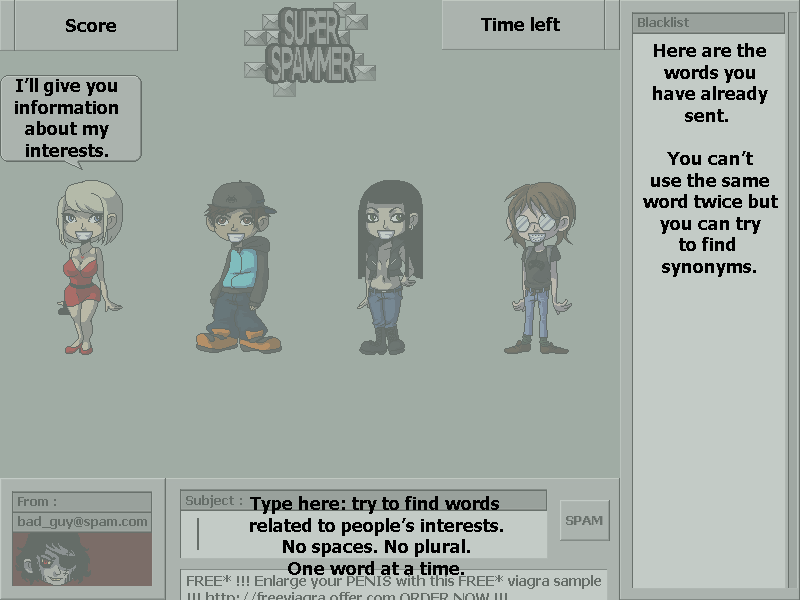 Score
SUPER
SPAMMER
Time left
Blacklist
I'll give you
information
about my
interests.
Here are the
words you
have already
sent.
You can't
use the same
word twice but
you can try
to find
synonyms.
From :
bad_guy@spam.com
Subject :
Type here: try to find words
related to people's interests.
No spaces. No plural.
One word at a time.
SPAM
FREE* !!! Enlarge your PENIS with this FREE* viagra sample
!!! http://freeviagra.offer.com ORDER NOW !!!